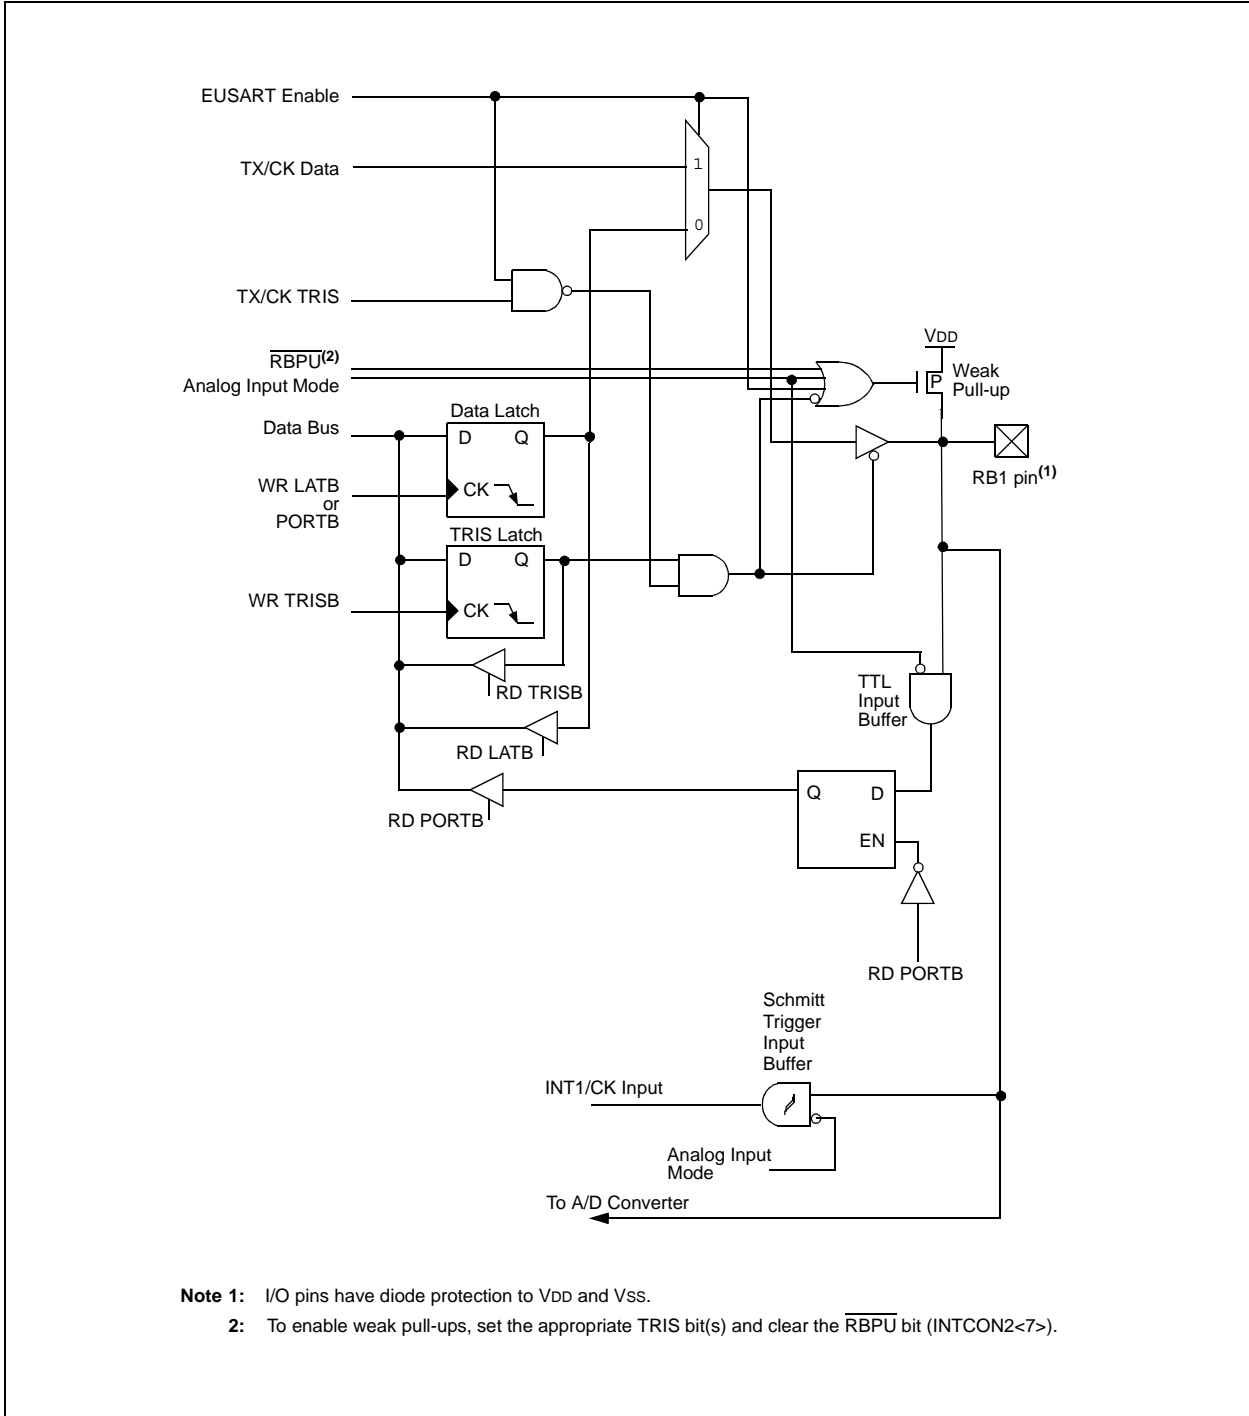 EUSART Enable
TX/CK Data
1
0
TX/CK TRIS
VDD
RBPU(2)
Weak
Pull-up
P
Analog Input Mode
Data Latch
Data Bus
D Q
RB1 pin(1)
WR LATB
or
PORTB
CK
TRIS Latch
D Q
WR TRISB
CK
RD TRISB
TTL
Input
Buffer
RD LATB
Q D
RD PORTB
EN
RD PORTB
Schmitt
Trigger
Input
Buffer
INT1/CK Input
Analog Input
Mode
To A/D Converter
Note 1: I/O pins have diode protection to VDD and VSS.
2: To enable weak pull-ups, set the appropriate TRIS bit(s) and clear the RBPU bit (INTCON2<7>).